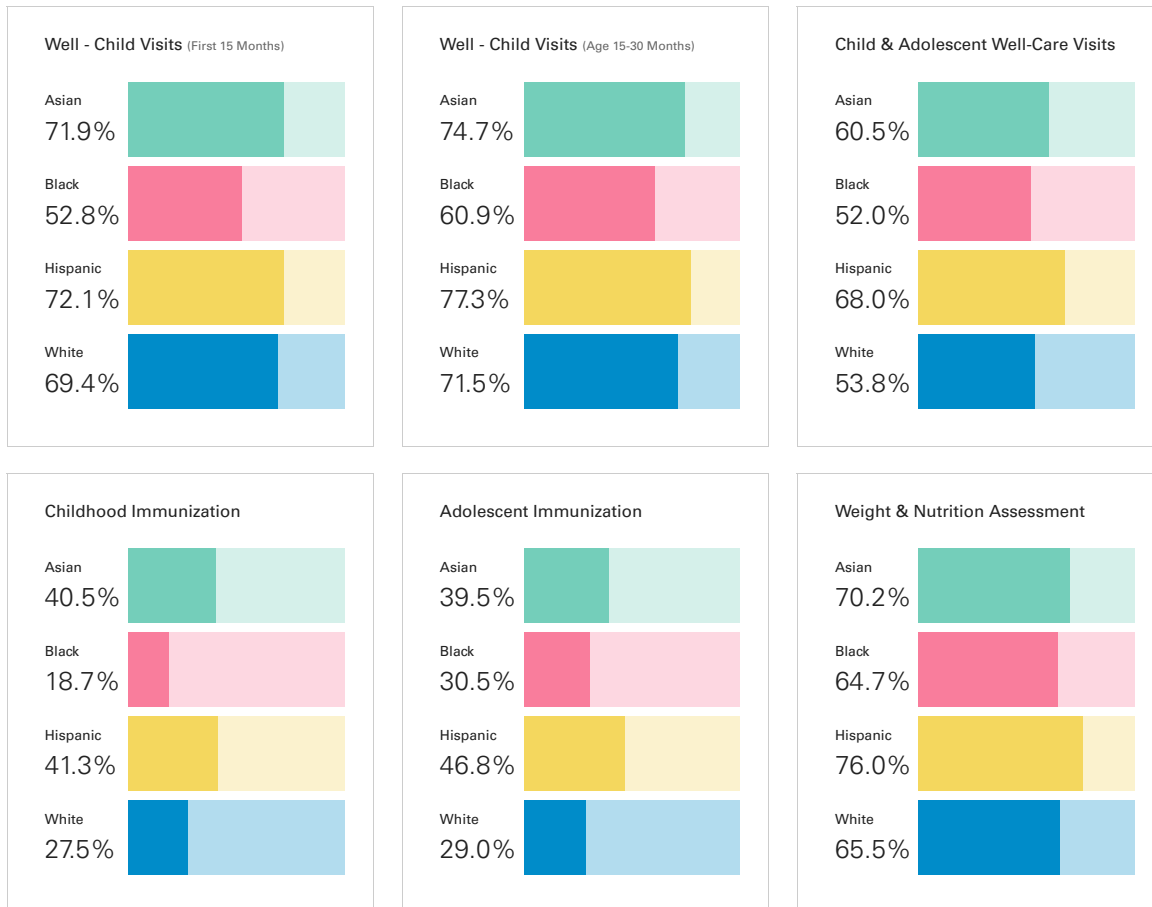 Well - Child Visits (First 15 Months)
Asian
71.9%
Black
52.8%
Hispanic
72.1%
White
69.4%
Well - Child Visits (Age 15-30 Months)
Asian
74.7%
Black
60.9%
Hispanic
77.3%
White
71.5%
Child & Adolescent Well-Care Visits
Asian
60.5%
Black
52.0%
Hispanic
68.0%
White
53.8%
Childhood Immunization
Asian
40.5%
Black
18.7%
Hispanic
41.3%
White
27.5%
Adolescent Immunization
Asian
39.5%
Black
30.5%
Hispanic
46.8%
White
29.0%
Weight & Nutrition Assessment
Asian
70.2%
Black
64.7%
Hispanic
76.0%
White
65.5%